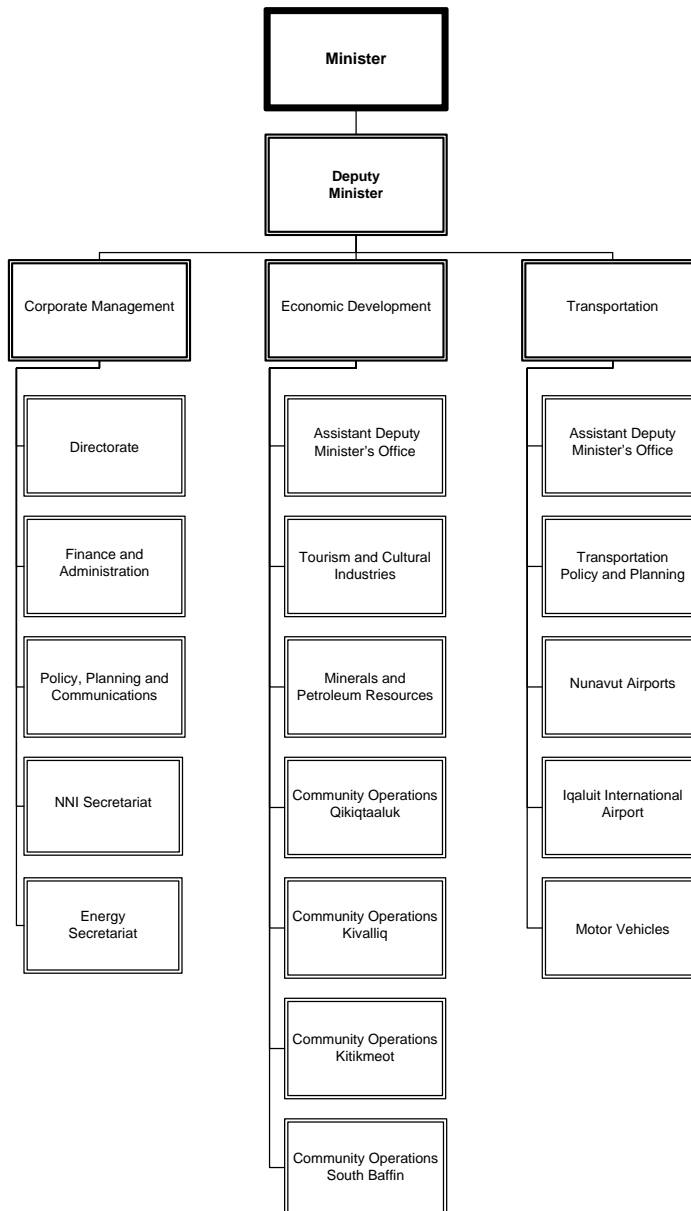 Minister
Deputy
Minister
Corporate Management
Economic Development
Transportation
Directorate
Finance and
Administration
Policy, Planning and
Communications
NNI Secretariat
Energy
Secretariat
Assistant Deputy
Minister's Office
Tourism and Cultural
Industries
Minerals and
Petroleum Resources
Community Operations
Qikiqtaaluk
Community Operations
Kivalliq
Community Operations
Kitikmeot
Community Operations
South Baffin
Assistant Deputy
Minister's Office
Transportation
Policy and Planning
Nunavut Airports
Iqaluit International
Airport
Motor Vehicles